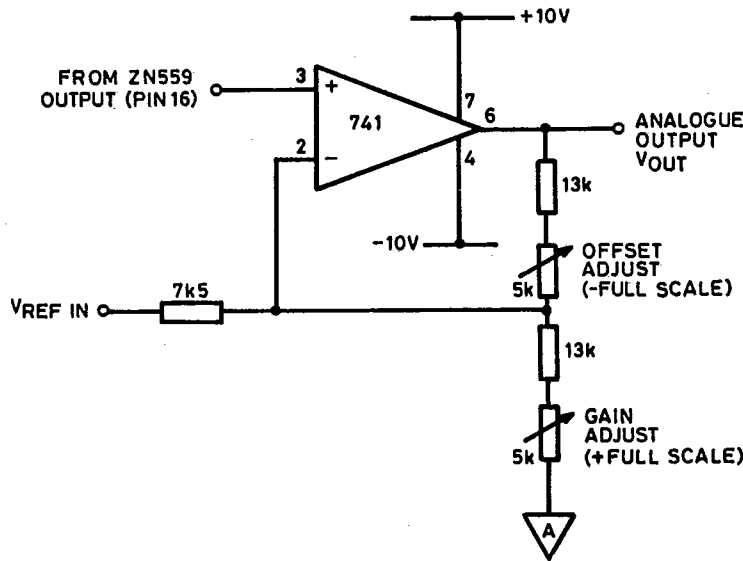 +10V
FROM ZN559
OUTPUT (PIN 16)
3
+
7
741
6
ANALOGUE
OUTPUT
VOUT
2
−
4
13k
-10V
OFFSET
ADJUST
(-FULL SCALE)
5k
7k5
VREF IN
13k
GAIN
ADJUST
(+FULL SCALE)
5k
A